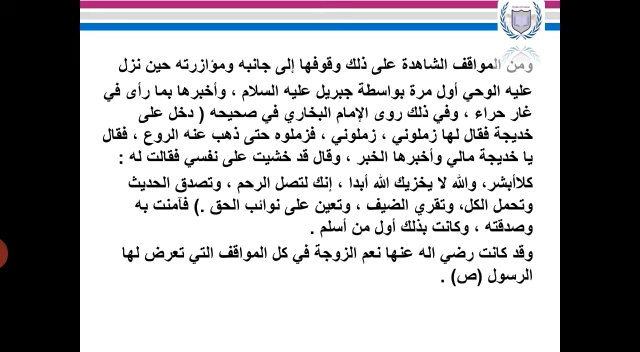 ومن المواقف الشاهدة على ذلك وقوفها إلى جانبه ومؤازرته حين نزل
عليه الوحي أول مرة بواسطة جبريل عليه السلام ، وأخبرها بما رأى في
غار حراء ، وفي ذلك روى الإمام البخاري في صحيحه ( دخل على
خديجة فقال لها زملوني ، زملوني ، فزملوه حتى ذهب عنه الروع ، فقال
يا خديجة مالي وأخبرها الخبر ، وقال قد خشيت على نفسي فقالت له :
كلاأبشر، والله لا يخزيك الله أبدا ، إنك لتصل الرحم ، وتصدق الحديث
وتحمل الكل، وتقري الضيف ، وتعين على نوائب الحق .) فآمنت به
وصدقته ، وكانت بذلك أول من أسلم .
وقد كانت رضي اله عنها نعم الزوجة في كل المواقف التي تعرض لها
الرسول (ص) .